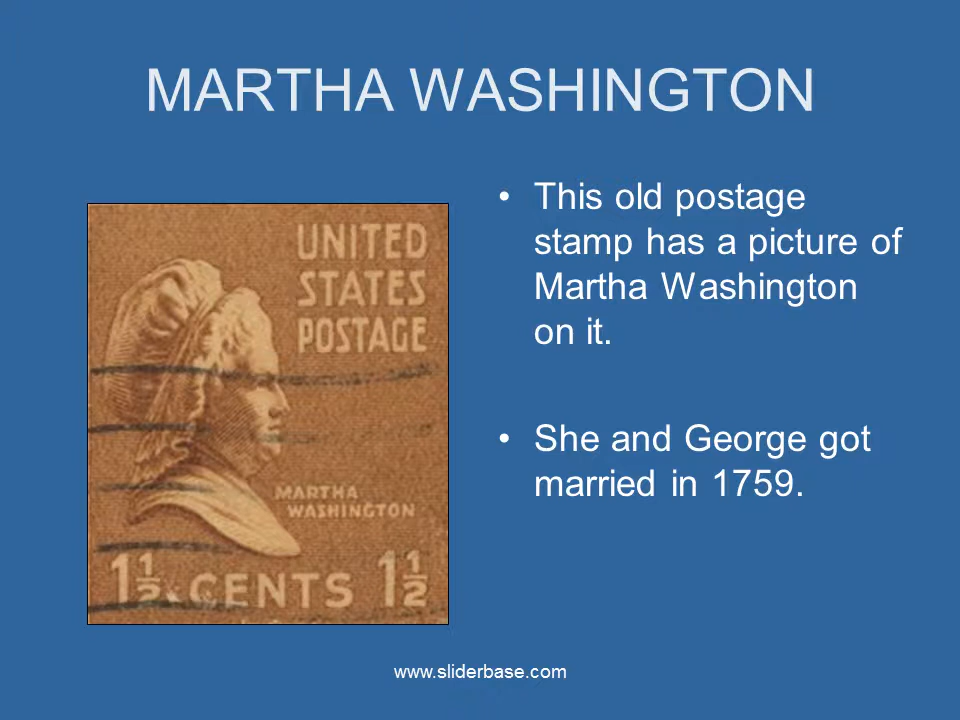 MARTHA WASHINGTON
UNITED
STATES
POSTAGE
MARTHA
WASHINGTON
1½ CENTS 1½
• This old postage
stamp has a picture of
Martha Washington
on it.
• She and George got
married in 1759.
www.sliderbase.com